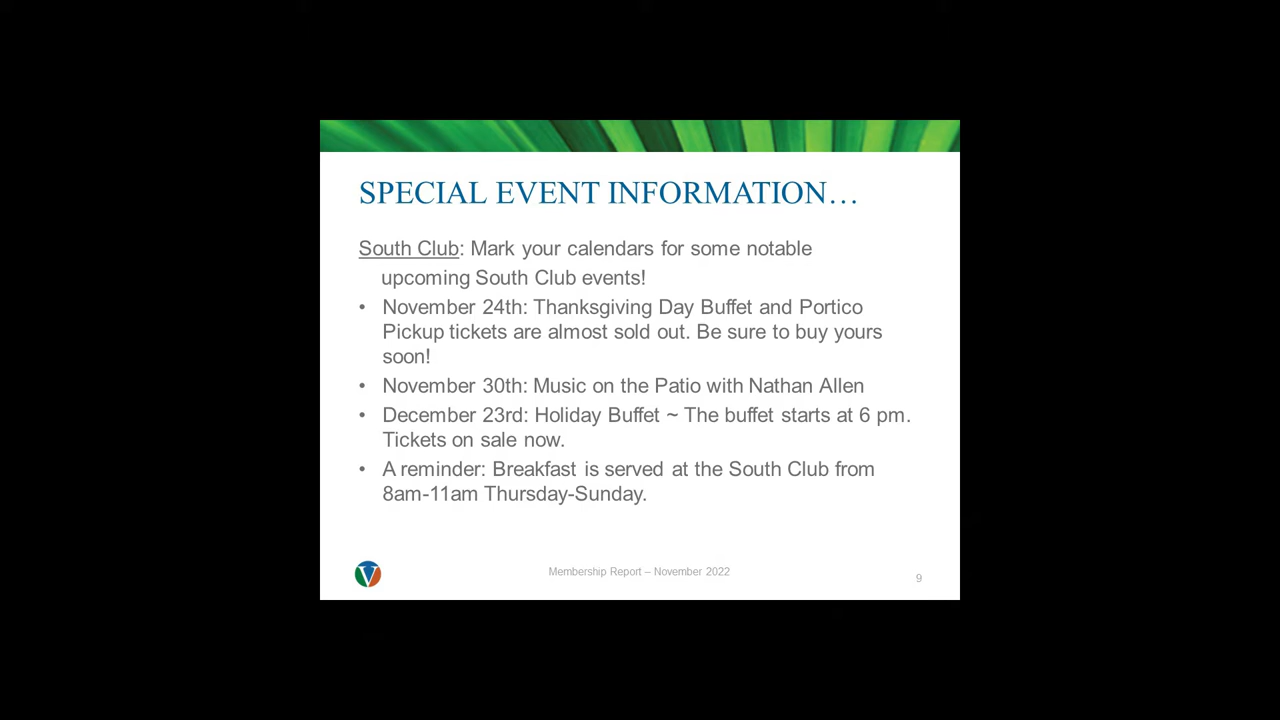 SPECIAL EVENT INFORMATION…
South Club: Mark your calendars for some notable
upcoming South Club events!
• November 24th: Thanksgiving Day Buffet and Portico
Pickup tickets are almost sold out. Be sure to buy yours
soon!
• November 30th: Music on the Patio with Nathan Allen
• December 23rd: Holiday Buffet ~ The buffet starts at 6 pm.
Tickets on sale now.
• A reminder: Breakfast is served at the South Club from
8am-11am Thursday-Sunday.
V
Membership Report – November 2022
9